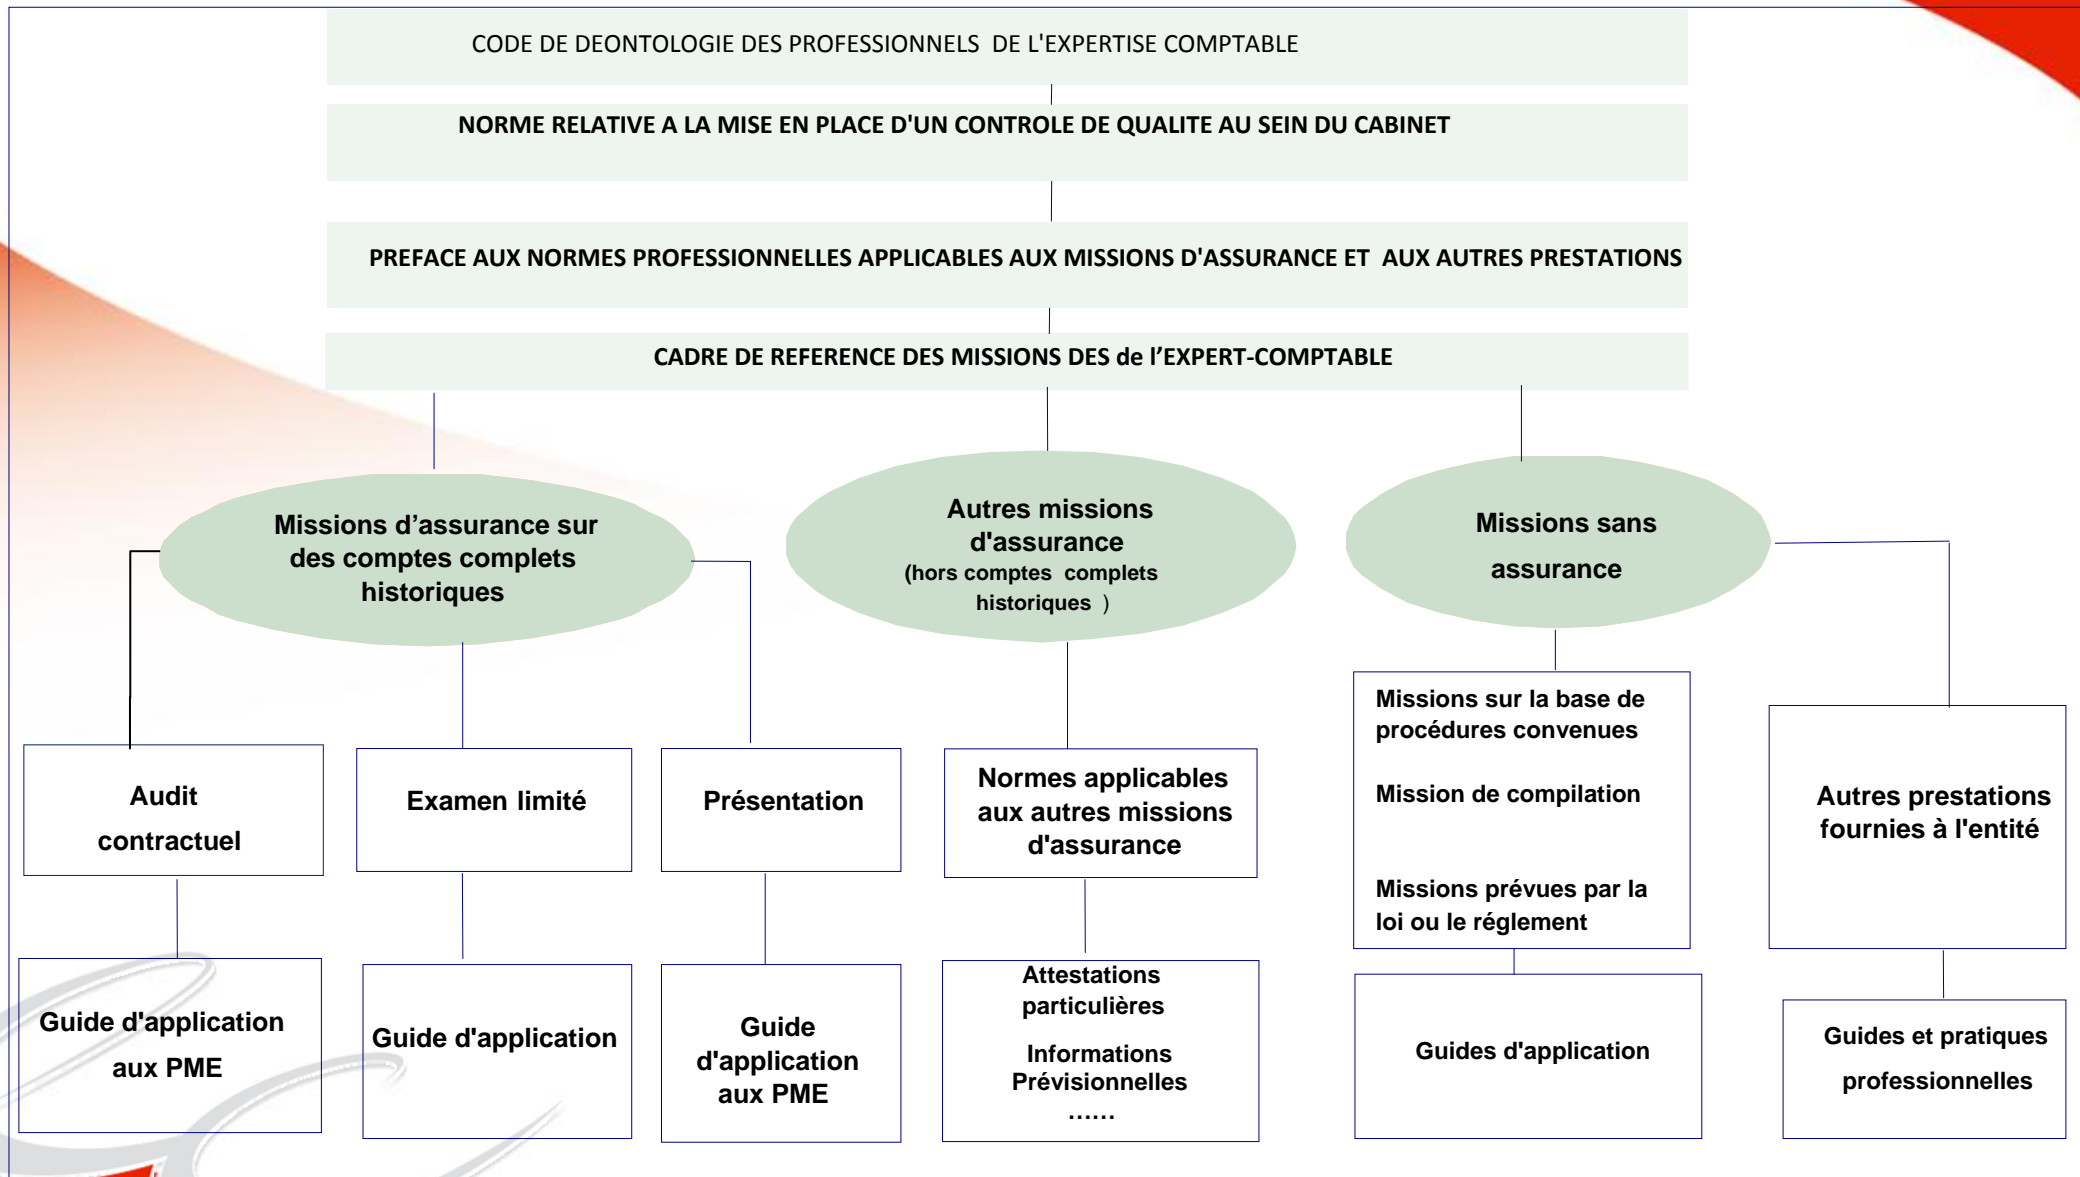 CODE DE DEONTOLOGIE DES PROFESSIONNELS DE L'EXPERTISE COMPTABLE
NORME RELATIVE A LA MISE EN PLACE D'UN CONTROLE DE QUALITE AU SEIN DU CABINET
PREFACE AUX NORMES PROFESSIONNELLES APPLICABLES AUX MISSIONS D'ASSURANCE ET AUX AUTRES PRESTATIONS
CADRE DE REFERENCE DES MISSIONS DES de l’EXPERT-COMPTABLE
Missions d’assurance sur
des comptes complets
historiques
Autres missions
d'assurance
(hors comptes complets
historiques )
Missions sans
assurance
Audit
contractuel
Examen limité
Présentation
Normes applicables
aux autres missions
d'assurance
Missions sur la base de
procédures convenues
Mission de compilation
Missions prévues par la
loi ou le réglement
Autres prestations
fournies à l'entité
Guide d'application
aux PME
Guide d'application
Guide
d'application
aux PME
Attestations
particulières
Informations
Prévisionnelles
......
Guides d'application
Guides et pratiques
professionnelles